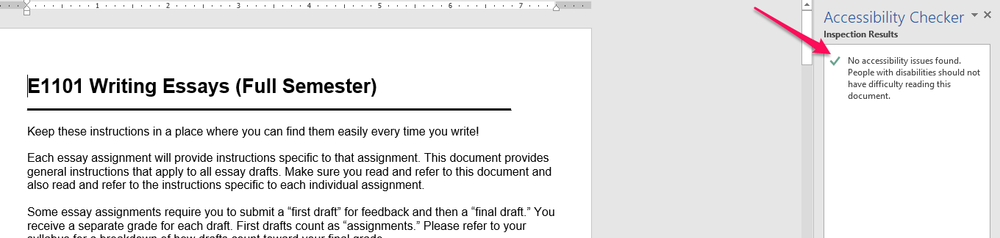 1 2 3 4 5 6 7
Accessibility Checker
Inspection Results
No accessibility issues found.
People with disabilities should not
have difficulty reading this
document.
E1101 Writing Essays (Full Semester)
Keep these instructions in a place where you can find them easily every time you write!
Each essay assignment will provide instructions specific to that assignment. This document provides
general instructions that apply to all essay drafts. Make sure you read and refer to this document and
also read and refer to the instructions specific to each individual assignment.
Some essay assignments require you to submit a “first draft” for feedback and then a “final draft.” You
receive a separate grade for each draft. First drafts count as “assignments.” Please refer to your
syllabus for a breakdown of how drafts count toward your final grade.